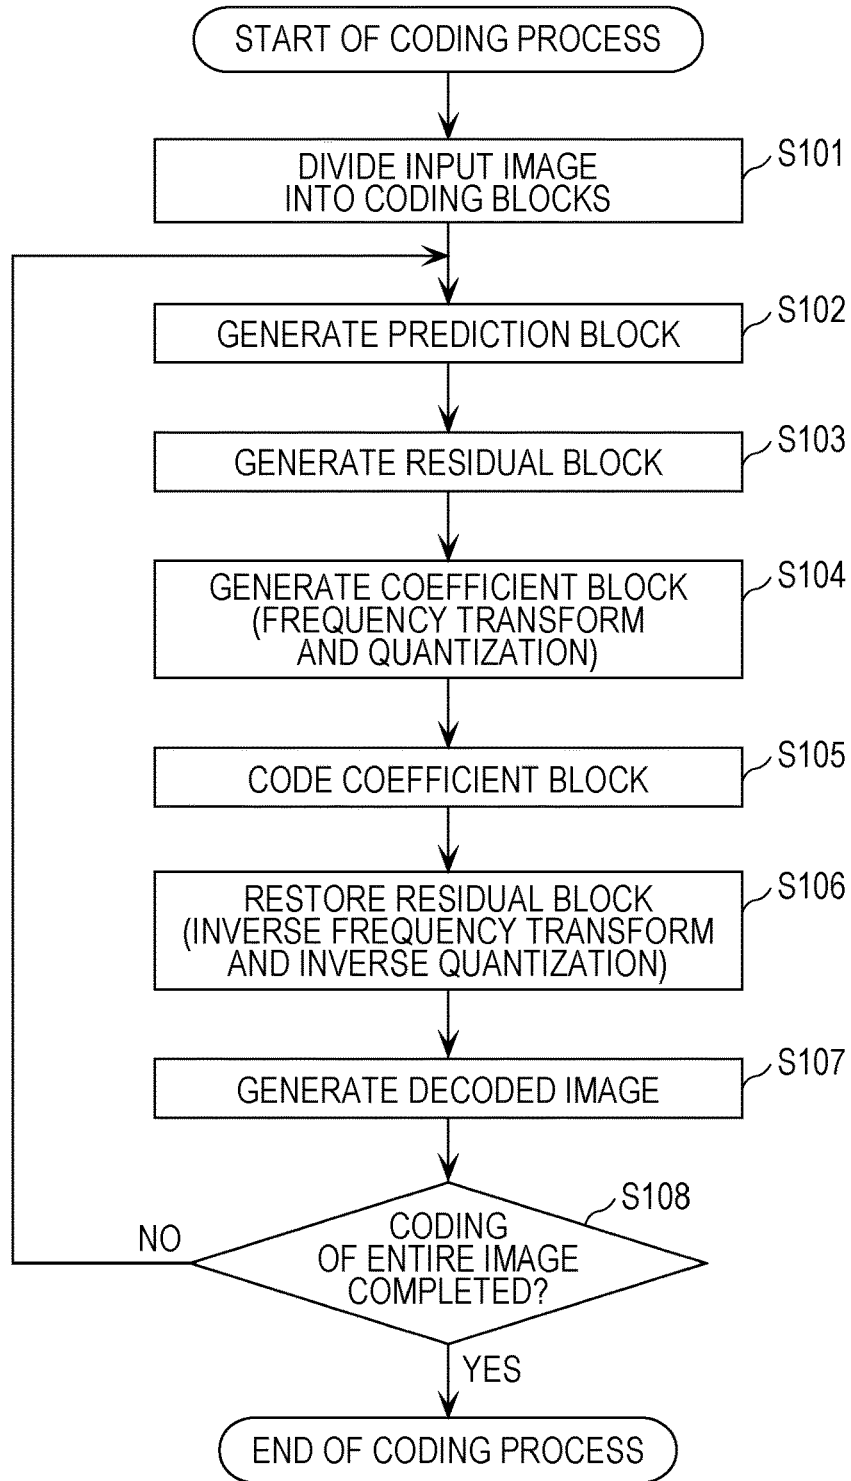 START OF CODING PROCESS
S101
DIVIDE INPUT IMAGE
INTO CODING BLOCKS
S102
GENERATE PREDICTION BLOCK
S103
GENERATE RESIDUAL BLOCK
S104
GENERATE COEFFICIENT BLOCK
(FREQUENCY TRANSFORM
AND QUANTIZATION)
S105
CODE COEFFICIENT BLOCK
S106
RESTORE RESIDUAL BLOCK
(INVERSE FREQUENCY TRANSFORM
AND INVERSE QUANTIZATION)
S107
GENERATE DECODED IMAGE
S108
CODING
OF ENTIRE IMAGE
COMPLETED?
NO
YES
END OF CODING PROCESS